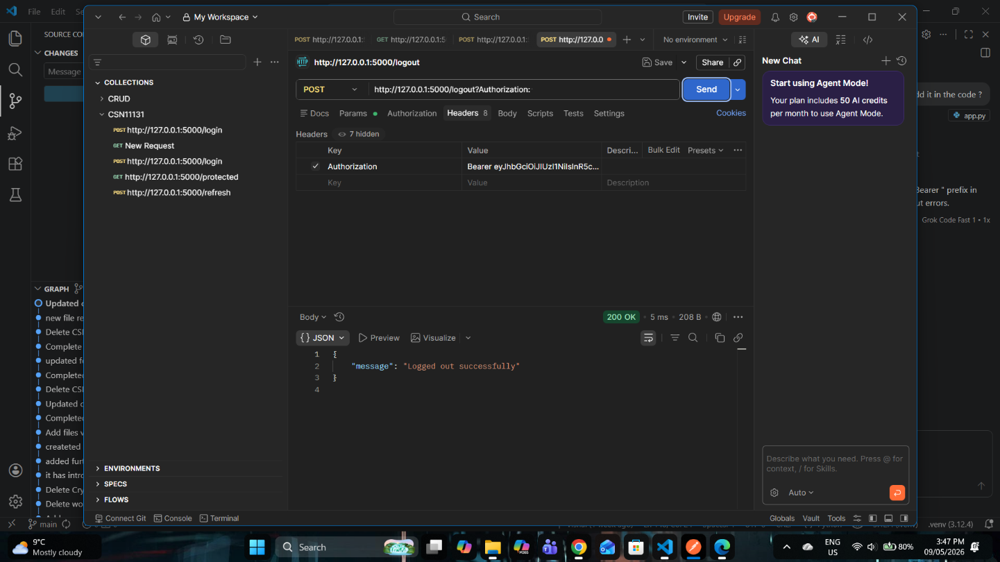 File
Edit
Se
My Workspace
Search
Invite
Upgrade
SOURCE CO
CHANGES
Message
POST http://127.0.0.1:
GET http://127.0.0.1:5
POST http://127.0.0.1:
POST http://127.0.0
No environment
AI
HTTP http://127.0.0.1:5000/logout
Save
Share
New Chat
COLLECTIONS
CRUD
CSN11131
POST http://127.0.0.1:5000/login
GET New Request
POST http://127.0.0.1:5000/login
GET http://127.0.0.1:5000/protected
POST http://127.0.0.1:5000/refresh
POST
http://127.0.0.1:5000/logout?Authorization:
Send
Docs
Params
Authorization
Headers 8
Body
Scripts
Tests
Settings
Cookies
Headers
7 hidden
Key
Value
Descri...
Bulk Edit
Presets
Authorization
Bearer eyJhbGciOiJIUzI1NiIsInR5c...
Key
Value
Description
Start using Agent Mode!
Your plan includes 50 AI credits
per month to use Agent Mode.
dd it in the code ?
app.py
t
Bearer " prefix in
ut errors.
Grok Code Fast 1 • 1x
GRAPH
Updated c
new file re
Delete CSI
Complete
updated fo
Completed
Delete CSI
Updated c
Completed
Add files v
createted
added furt
it has intro
Delete Cry
Delete wo
Body
200 OK
5 ms
208 B
{ } JSON
Preview
Visualize
1 {
2 "message": "Logged out successfully"
3 }
4
ENVIRONMENTS
SPECS
FLOWS
Describe what you need. Press @ for
context, / for Skills.
Auto
Connect Git
Console
Terminal
Globals
Vault
Tools
main
.venv (3.12.4)
9°C
Mostly cloudy
Search
ENG
US
80%
3:47 PM
09/05/2026